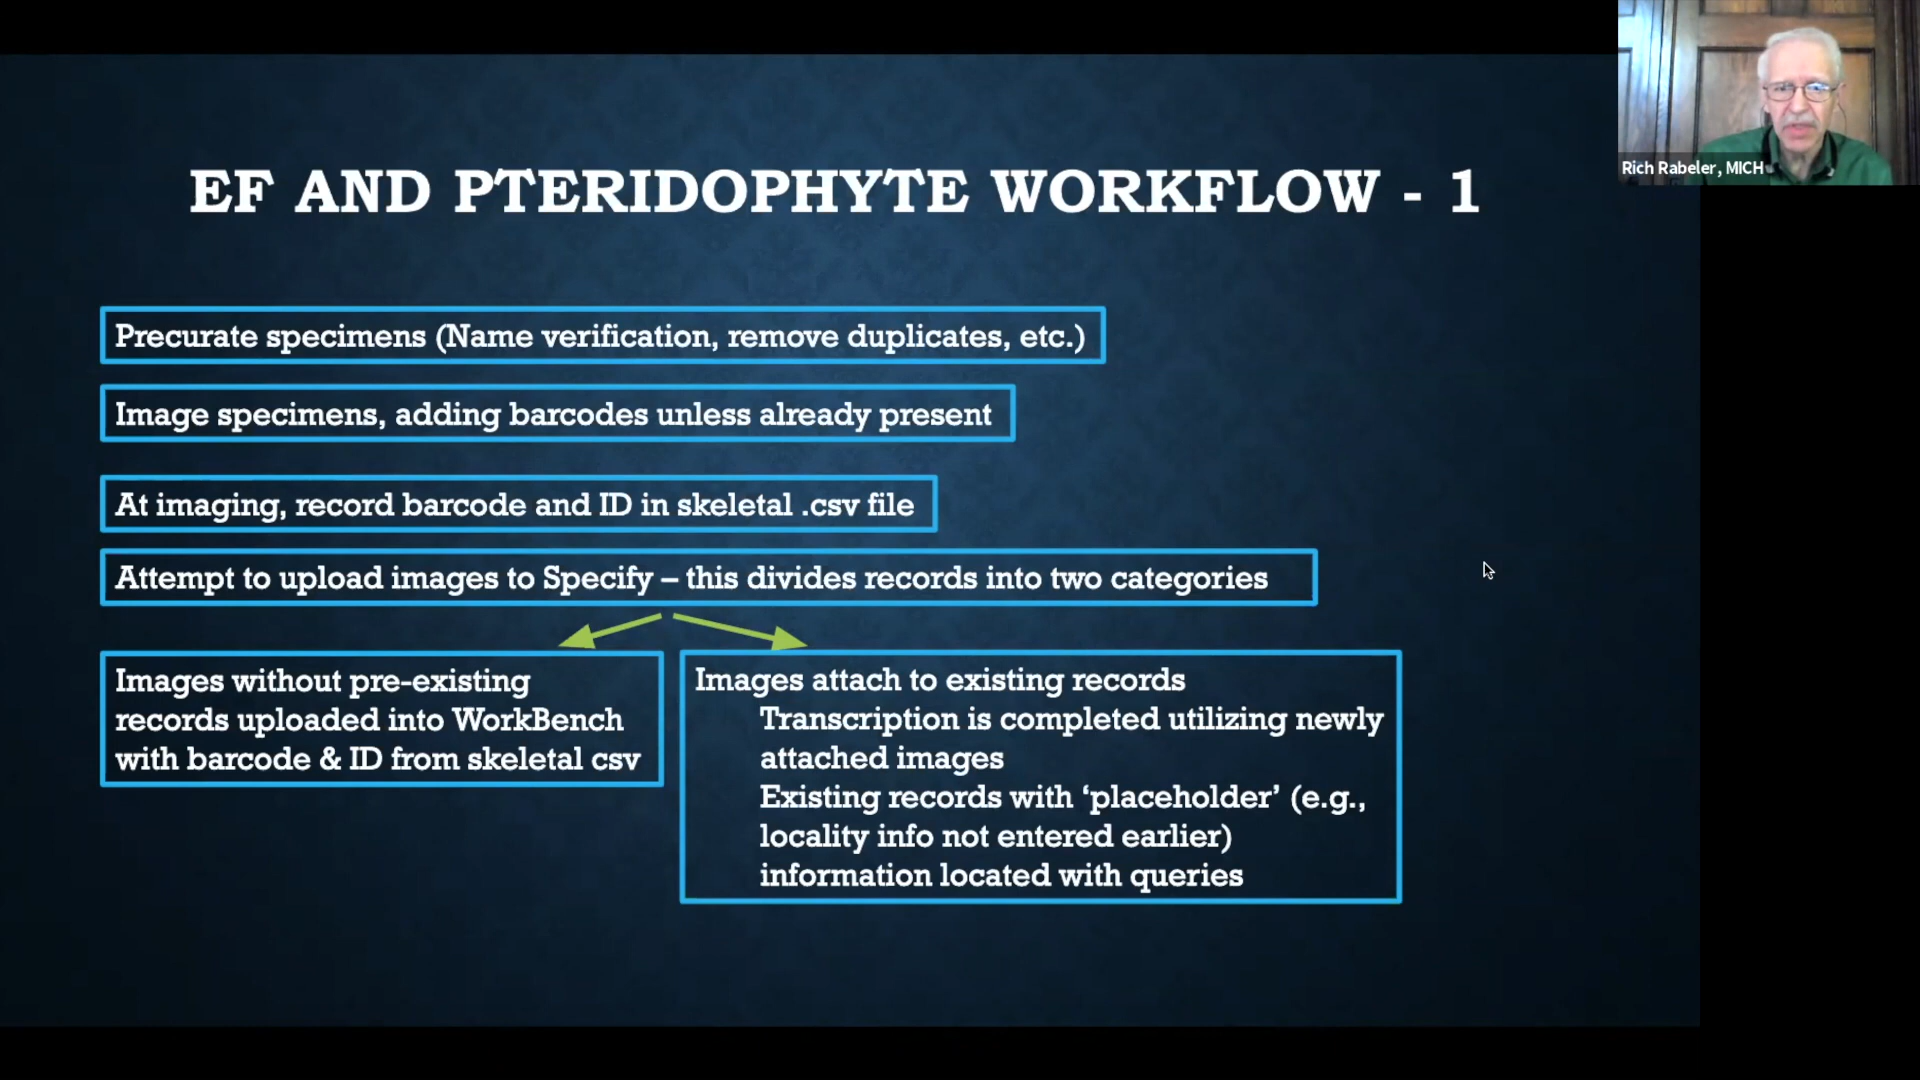 EF AND PTERIDOPHYTE WORKFLOW - 1
Rich Rabeler, MICH
Precurate specimens (Name verification, remove duplicates, etc.)
Image specimens, adding barcodes unless already present
At imaging, record barcode and ID in skeletal .csv file
Attempt to upload images to Specify – this divides records into two categories
Images without pre-existing
records uploaded into WorkBench
with barcode & ID from skeletal csv
Images attach to existing records
Transcription is completed utilizing newly
attached images
Existing records with ‘placeholder’ (e.g.,
locality info not entered earlier)
information located with queries